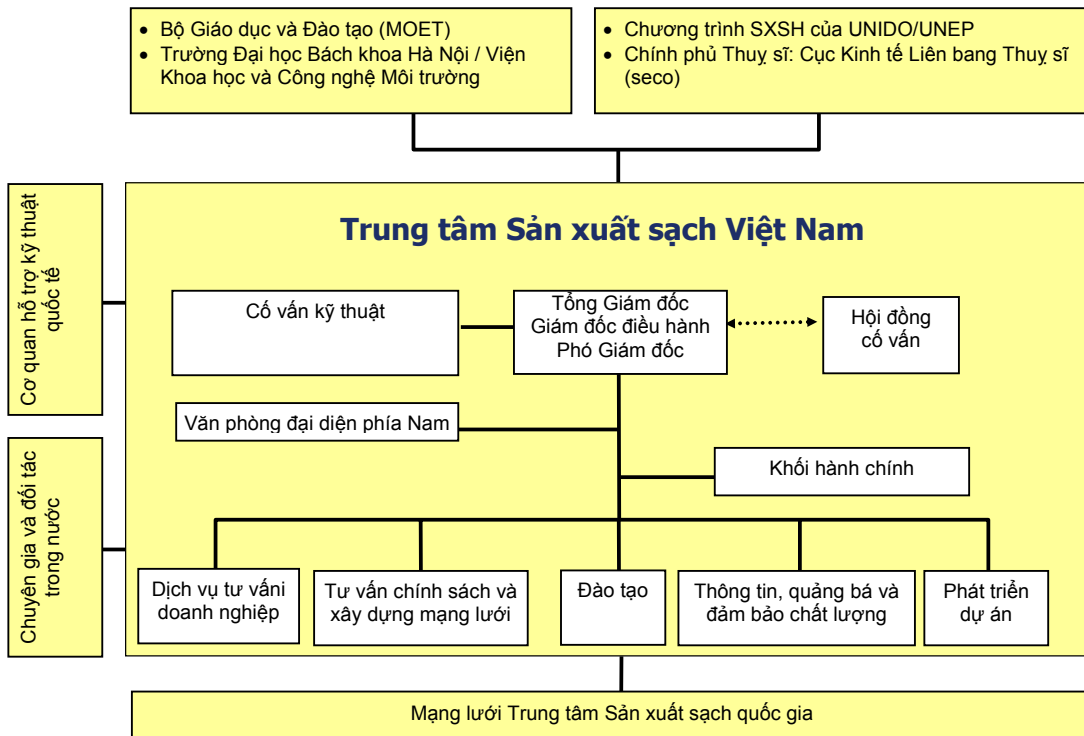 • Bộ Giáo dục và Đào tạo (MOET)
• Trường Đại học Bách khoa Hà Nội / Viện
Khoa học và Công nghệ Môi trường
• Chương trình SXSH của UNIDO/UNEP
• Chính phủ Thuỵ sĩ: Cục Kinh tế Liên bang Thuỵ sĩ
(seco)
Cơ quan hỗ trợ kỹ thuật
quốc tế
Chuyên gia và đối tác
trong nước
Trung tâm Sản xuất sạch Việt Nam
Cố vấn kỹ thuật
Tổng Giám đốc
Giám đốc điều hành
Phó Giám đốc
Hội đồng
cố vấn
Văn phòng đại diện phía Nam
Khối hành chính
Dịch vụ tư vấni
doanh nghiệp
Tư vấn chính sách và
xây dựng mạng lưới
Đào tạo
Thông tin, quảng bá và
đảm bảo chất lượng
Phát triển
dự án
Mạng lưới Trung tâm Sản xuất sạch quốc gia